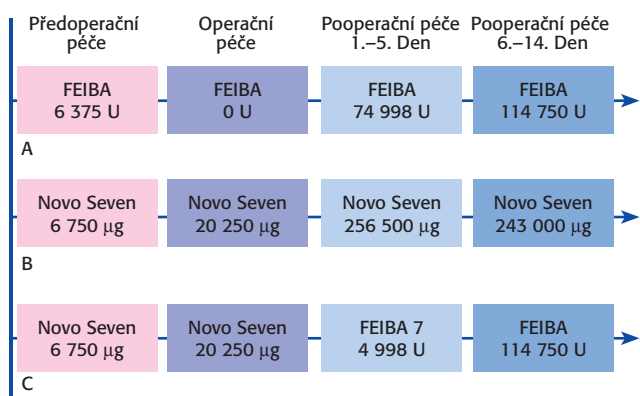 Předoperační
péče
Operační
péče
Pooperační péče
1.–5. Den
Pooperační péče
6.–14. Den
FEIBA
6 375 U
FEIBA
0 U
FEIBA
74 998 U
FEIBA
114 750 U
A
Novo Seven
6 750 µg
Novo Seven
20 250 µg
Novo Seven
256 500 µg
Novo Seven
243 000 µg
B
Novo Seven
6 750 µg
Novo Seven
20 250 µg
FEIBA 7
4 998 U
FEIBA
114 750 U
C